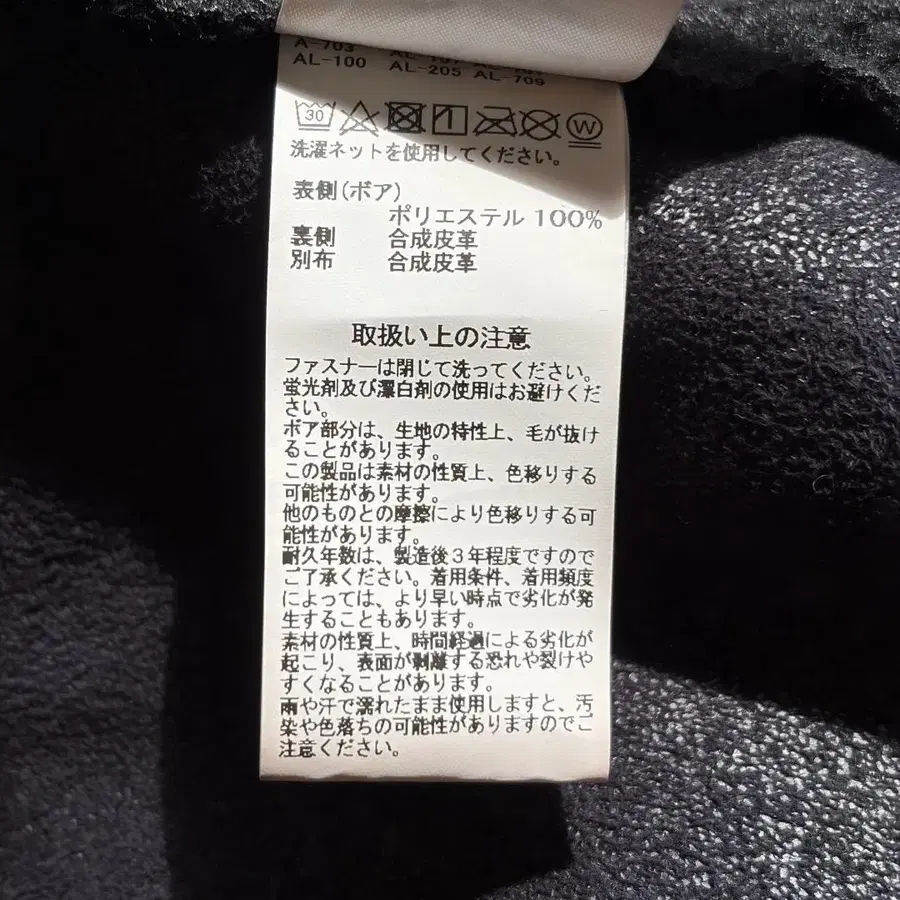 A-703
AL-100 AL-205 AL-709
30 W
洗濯ネットを使用してください。
表側(ボア)
ポリエステル 100%
裏側 合成皮革
別布 合成皮革
取扱い上の注意
ファスナーは閉じて洗ってください。
蛍光剤及び漂白剤の使用はお避けくだ
さい。
ボア部分は、生地の特性上、毛が抜け
ることがあります。
この製品は素材の性質上、色移りする
可能性があります。
他のものとの摩擦により色移りする可
能性があります。
耐久年数は、製造後3年程度ですので
ご了承ください。着用条件、着用頻度
によっては、より早い時点で劣化が発
生することもあります。
素材の性質上、時間経過による劣化が
起こり、表面が剥離する恐れや裂けや
すくなることがあります。
雨や汗で濡れたまま使用しますと、汚
染や色落ちの可能性がありますのでご
注意ください。